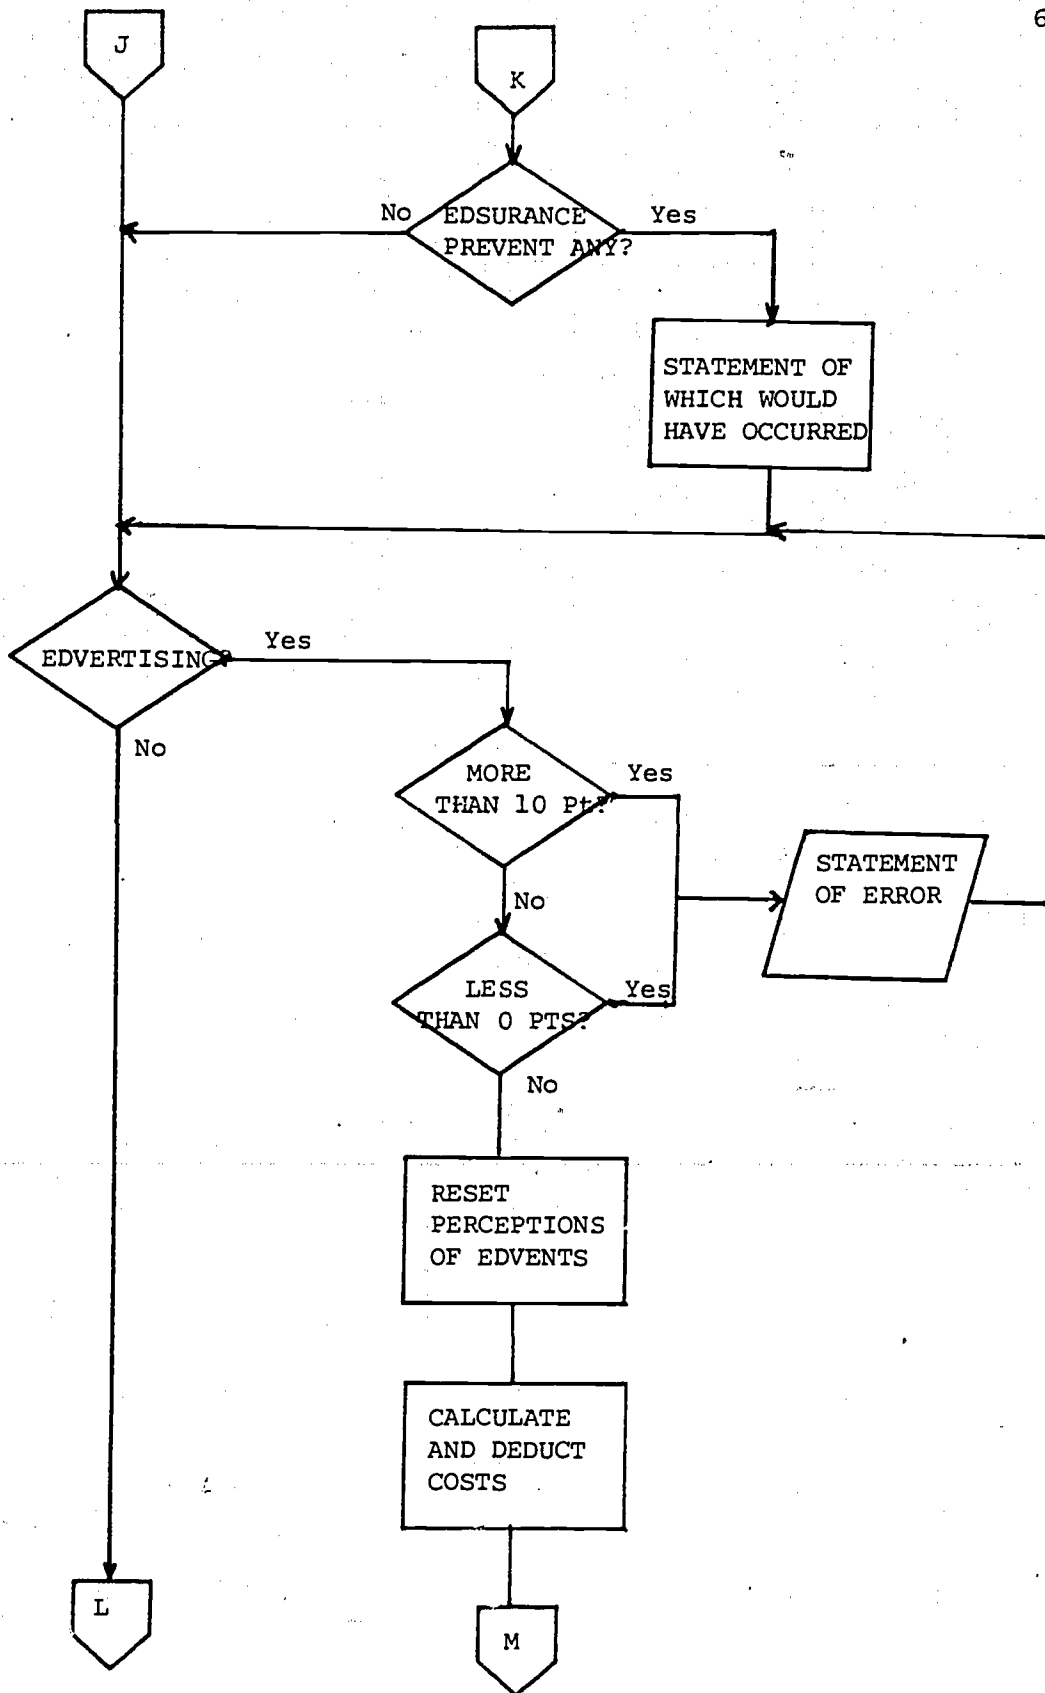 6
J
K
No
EDSURANCE
PREVENT ANY?
Yes
STATEMENT OF
WHICH WOULD
HAVE OCCURRED
EDVERTISING?
Yes
No
MORE
THAN 10 Pt?
Yes
STATEMENT
OF ERROR
No
LESS
THAN 0 PTS?
Yes
No
RESET
PERCEPTIONS
OF EDVENTS
CALCULATE
AND DEDUCT
COSTS
L
M